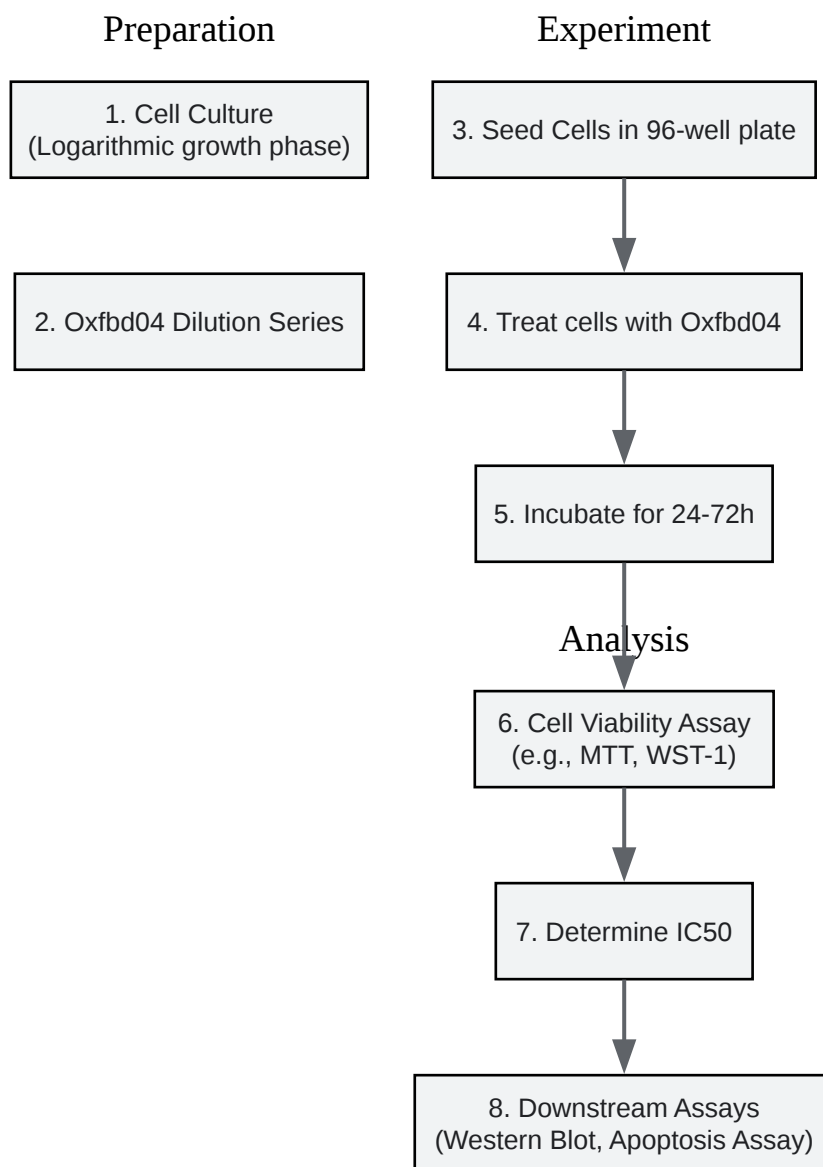 Preparation
1. Cell Culture
(Logarithmic growth phase)
2. Oxfbd04 Dilution Series
Experiment
3. Seed Cells in 96-well plate
4. Treat cells with Oxfbd04
5. Incubate for 24-72h
Analysis
6. Cell Viability Assay
(e.g., MTT, WST-1)
7. Determine IC50
8. Downstream Assays
(Western Blot, Apoptosis Assay)